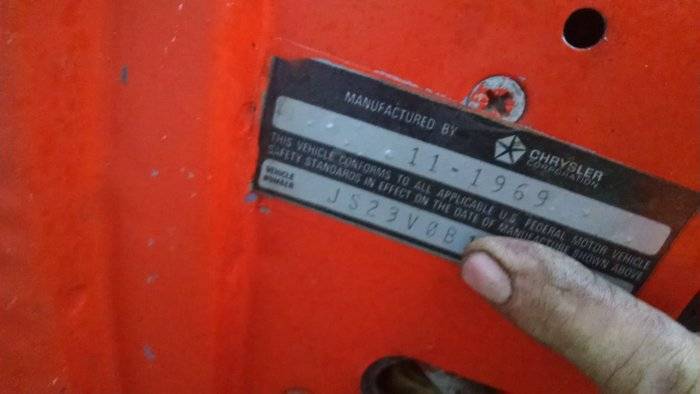 MANUFACTURED BY CHRYSLER CORPORATION
11-1969
THIS VEHICLE CONFORMS TO ALL APPLICABLE U.S. FEDERAL MOTOR VEHICLE
SAFETY STANDARDS IN EFFECT ON THE DATE OF MANUFACTURE SHOWN ABOVE
VEHICLE NUMBER JS23V0B